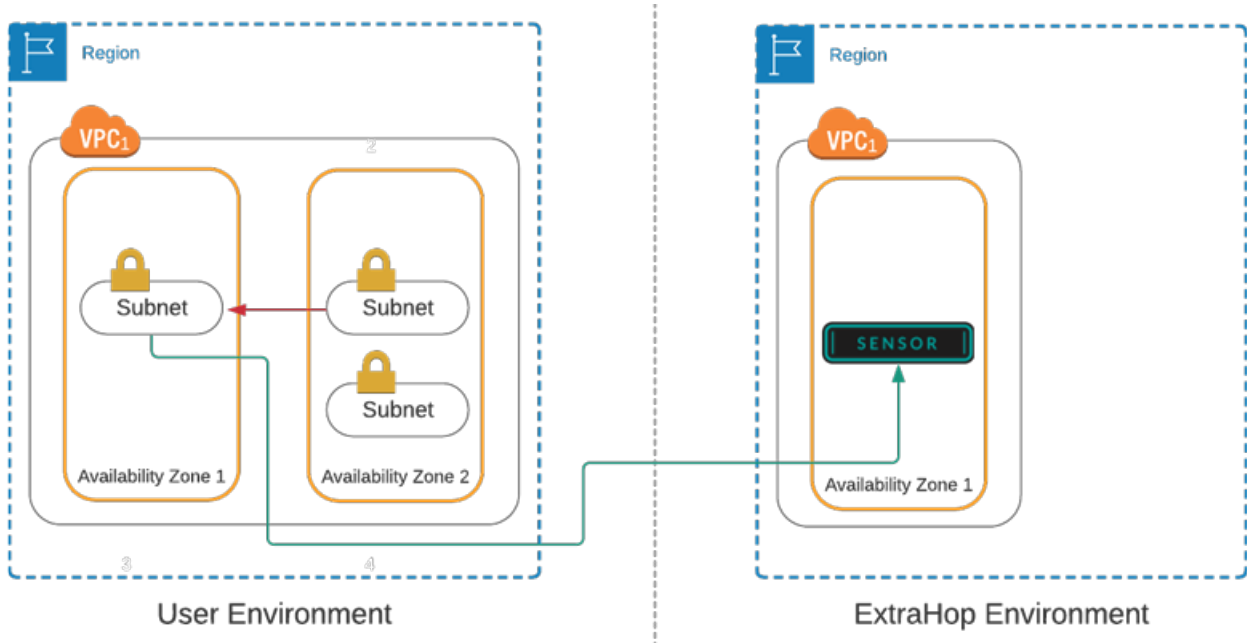 Region
VPC1
2
Subnet
Subnet
Subnet
Availability Zone 1
Availability Zone 2
3
4
User Environment
Region
VPC1
SENSOR
Availability Zone 1
ExtraHop Environment